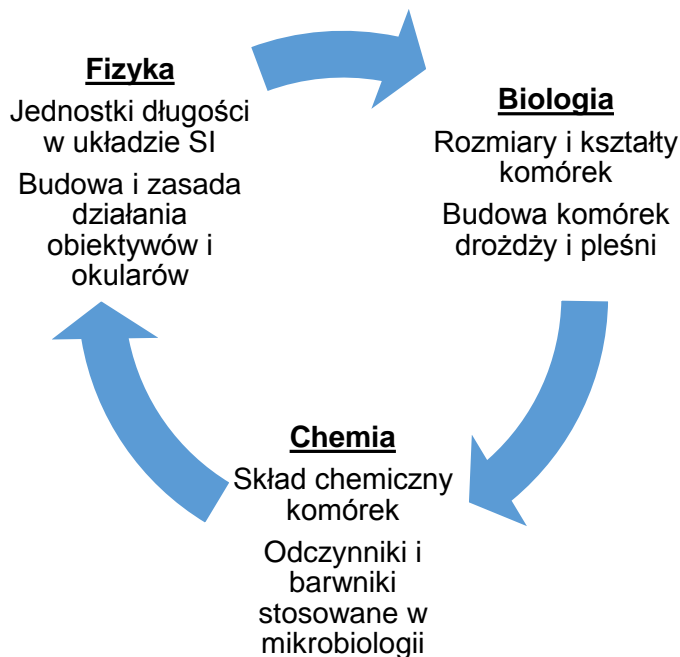 Fizyka
Jednostki długości
w układzie SI
Budowa i zasada
działania
obiektywów i
okularów
Biologia
Rozmiary i kształty
komórek
Budowa komórek
drożdży i pleśni
Chemia
Skład chemiczny
komórek
Odczynniki i
barwniki
stosowane w
mikrobiologii